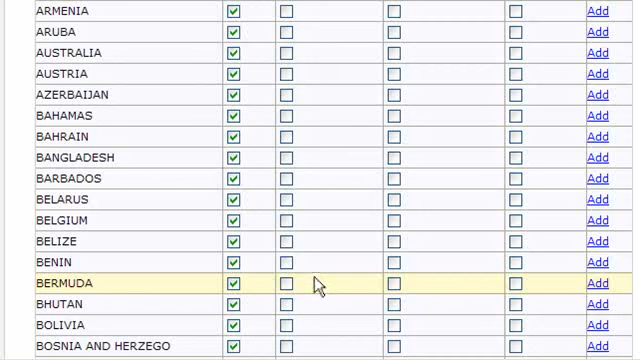 ARMENIA Add
ARUBA Add
AUSTRALIA Add
AUSTRIA Add
AZERBAIJAN Add
BAHAMAS Add
BAHRAIN Add
BANGLADESH Add
BARBADOS Add
BELARUS Add
BELGIUM Add
BELIZE Add
BENIN Add
BERMUDA Add
BHUTAN Add
BOLIVIA Add
BOSNIA AND HERZEGO Add